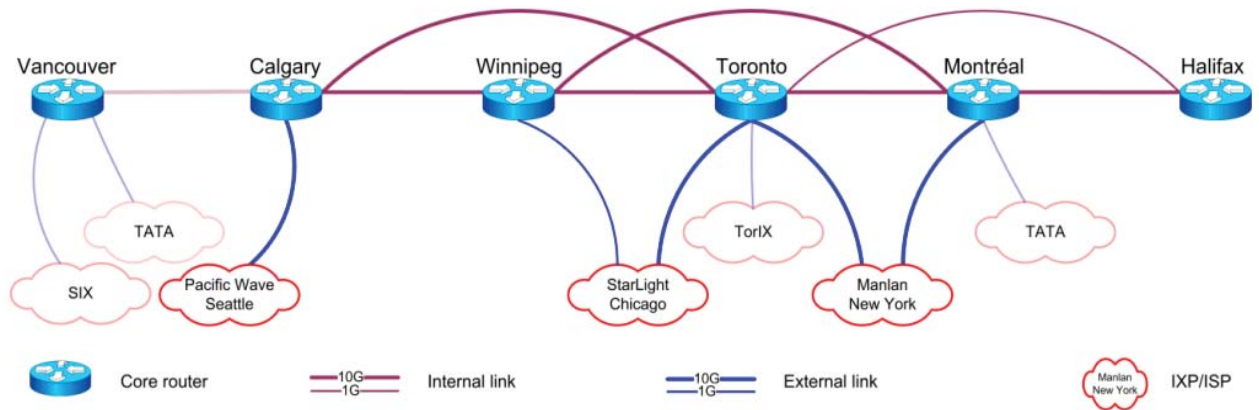 Vancouver
Calgary
Winnipeg
Toronto
Montréal
Halifax
TATA
TorIX
TATA
SIX
Pacific Wave
Seattle
StarLight
Chicago
Manlan
New York
Core router
10G
1G
Internal link
10G
1G
External link
Manlan
New York
IXP/ISP